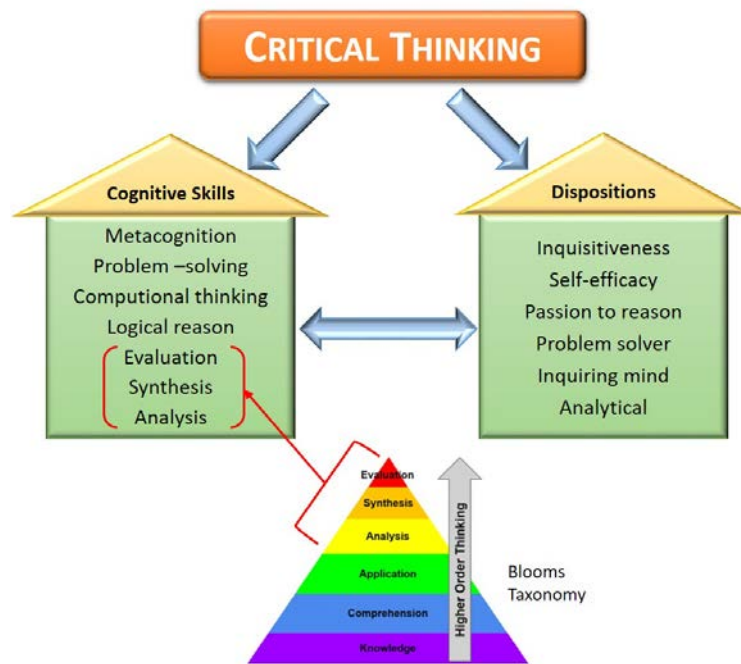 CRITICAL THINKING
Cognitive Skills
Metacognition
Problem –solving
Computional thinking
Logical reason
Evaluation
Synthesis
Analysis
Dispositions
Inquisitiveness
Self-efficacy
Passion to reason
Problem solver
Inquiring mind
Analytical
Evaluation
Synthesis
Analysis
Application
Comprehension
Knowledge
Higher Order Thinking
Blooms
Taxonomy